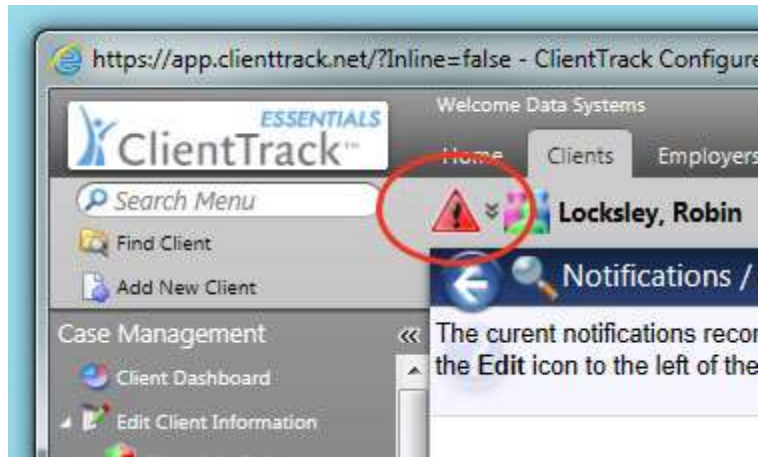 https://app.clienttrack.net/?Inline=false - ClientTrack Configure
ESSENTIALS
ClientTrack™
Welcome Data Systems
Home Clients Employers
Search Menu
Locksley, Robin
Find Client
Add New Client
Notifications /
Case Management
The curent notifications recor
the Edit icon to the left of the
Client Dashboard
Edit Client Information